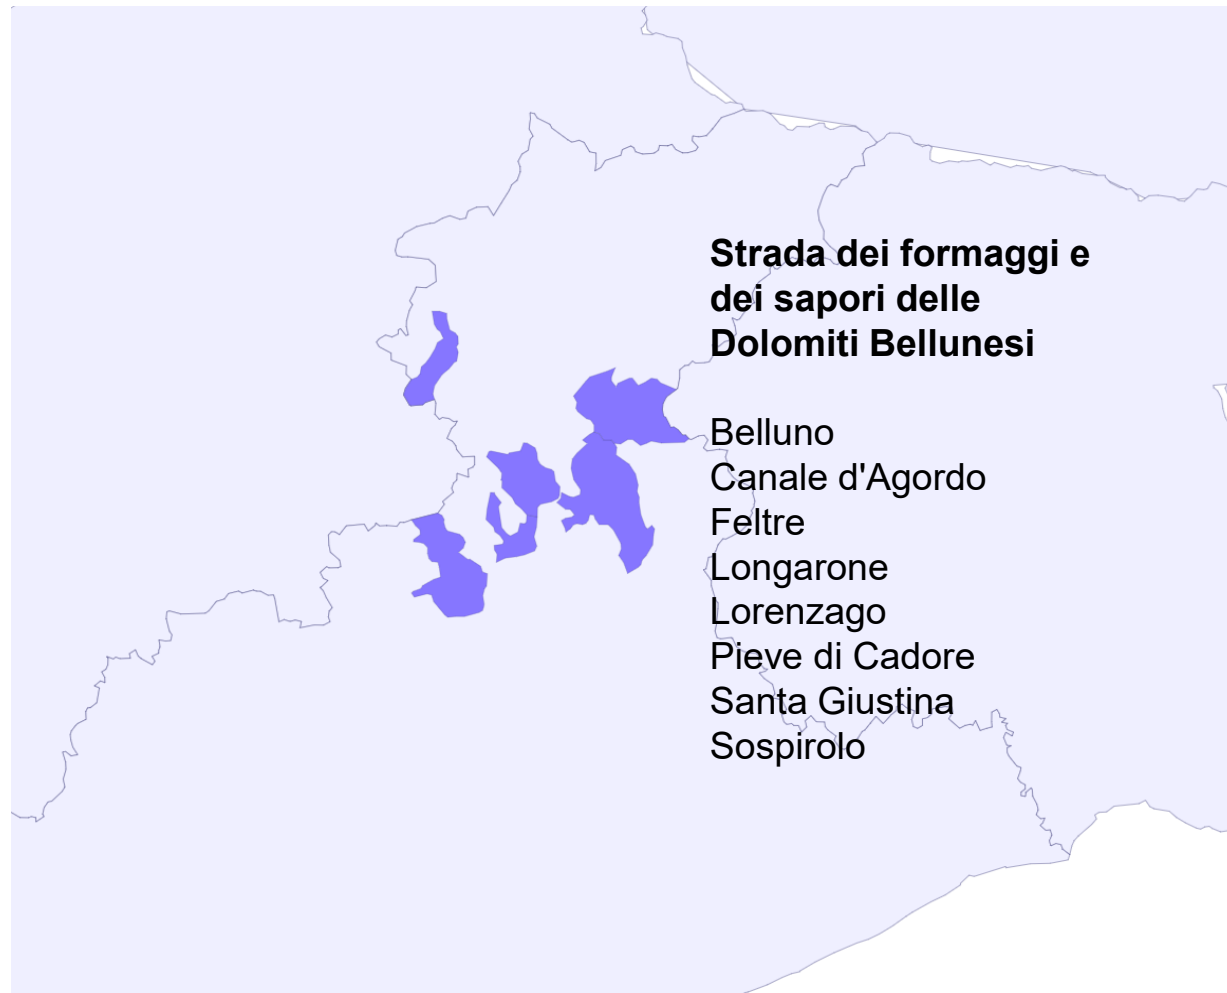 Strada dei formaggi e
dei sapori delle
Dolomiti Bellunesi
Belluno
Canale d'Agordo
Feltre
Longarone
Lorenzago
Pieve di Cadore
Santa Giustina
Sospirolo